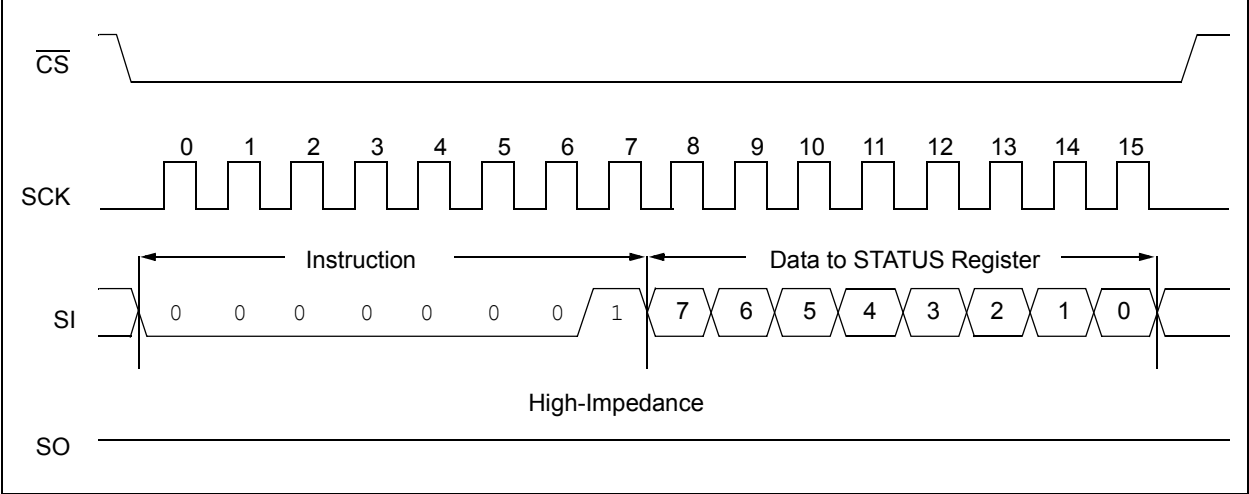 CS
0 1 2 3 4 5 6 7 8 9 10 11 12 13 14 15
SCK
Instruction Data to STATUS Register
SI 0 0 0 0 0 0 0 1 7 6 5 4 3 2 1 0
High-Impedance
SO